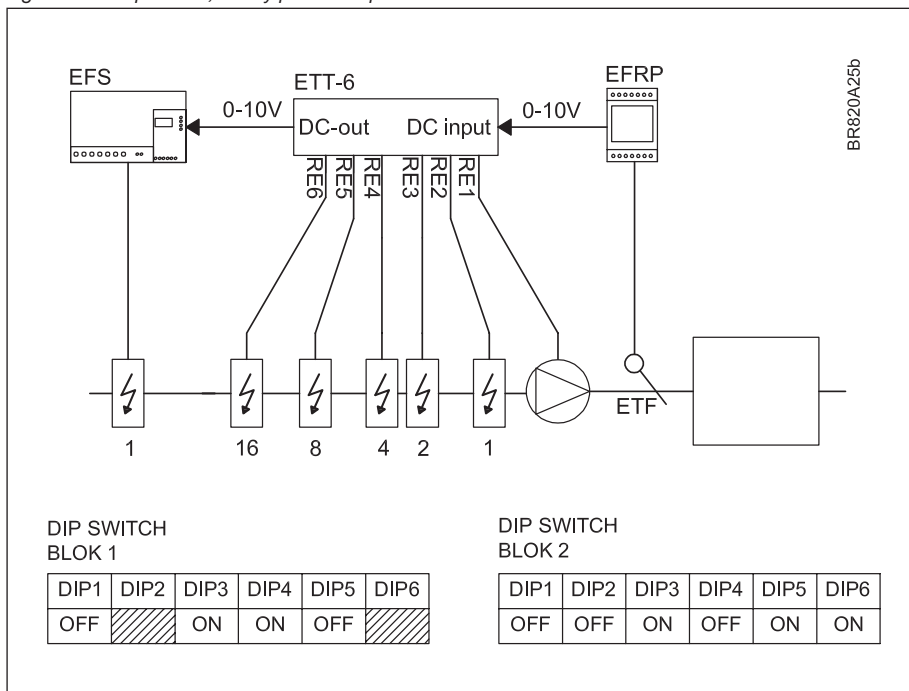 EFS
ETT-6
EFRP
0-10V
0-10V
DC-out DC input
RE6 RE5 RE4 RE3 RE2 RE1
BR820A25b
ETF
1 16 8 4 2 1
DIP SWITCH
BLOK 1
DIP1 DIP2 DIP3 DIP4 DIP5 DIP6
OFF ON ON OFF
DIP SWITCH
BLOK 2
DIP1 DIP2 DIP3 DIP4 DIP5 DIP6
OFF OFF ON OFF ON ON